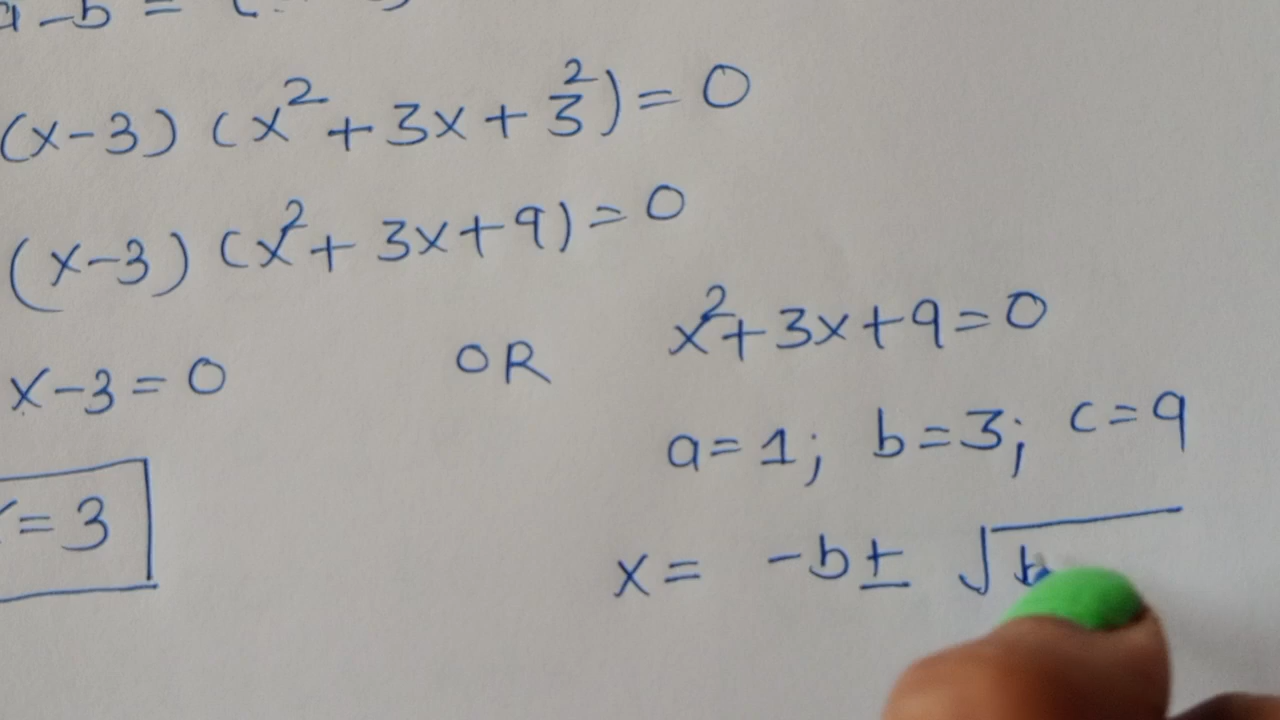 a-b = (
(x-3) (x²+3x+3²)=0
(x-3) (x²+3x+9)=0
x-3=0 OR x²+3x+9=0
a=1; b=3; c=9
x=3
x= -b± √b